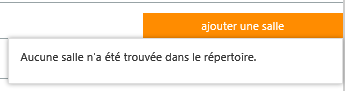 ajouter une salle
Aucune salle n'a été trouvée dans le répertoire.